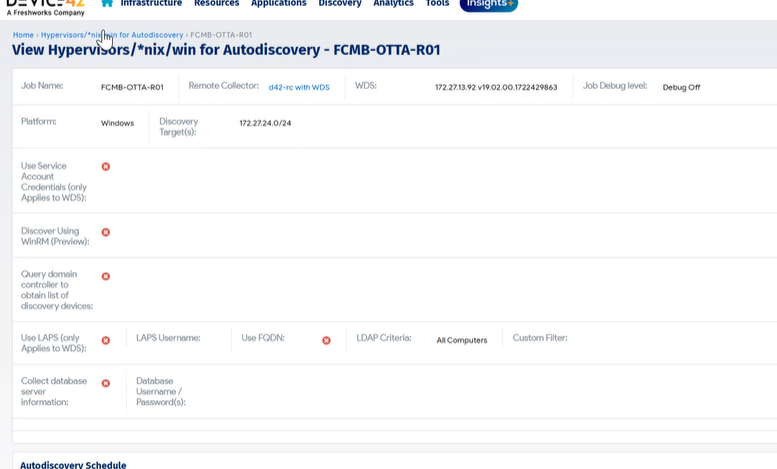 DEVICE42
A Freshworks Company
Infrastructure Resources Applications Discovery Analytics Tools Insights+
Home › Hypervisors/*nix/win for Autodiscovery › FCMB-OTTA-R01
View Hypervisors/*nix/win for Autodiscovery - FCMB-OTTA-R01
Job Name: FCMB-OTTA-R01 Remote Collector: d42-rc with WDS WDS: 172.27.13.92 v19.02.00.1722429863 Job Debug level: Debug Off
Platform: Windows Discovery
Target(s): 172.27.24.0/24
Use Service
Account
Credentials (only
Applies to WDS):
Discover Using
WinRM (Preview):
Query domain
controller to
obtain list of
discovery devices:
Use LAPS (only
Applies to WDS): LAPS Username: Use FQDN: LDAP Criteria: All Computers Custom Filter:
Collect database
server
information:
Database
Username /
Password(s):
Autodiscovery Schedule